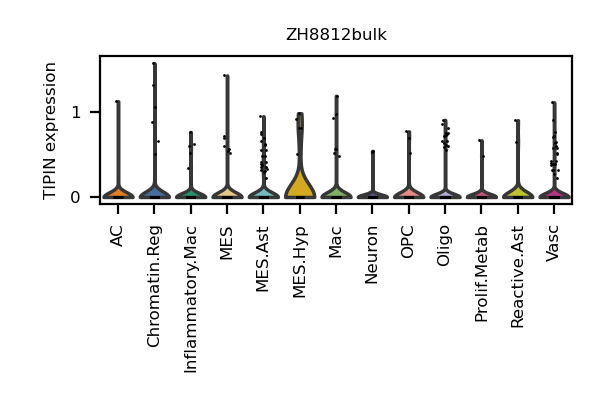 ZH8812bulk
TIPIN expression
1
0
AC
Chromatin.Reg
Inflammatory.Mac
MES
MES.Ast
MES.Hyp
Mac
Neuron
OPC
Oligo
Prolif.Metab
Reactive.Ast
Vasc